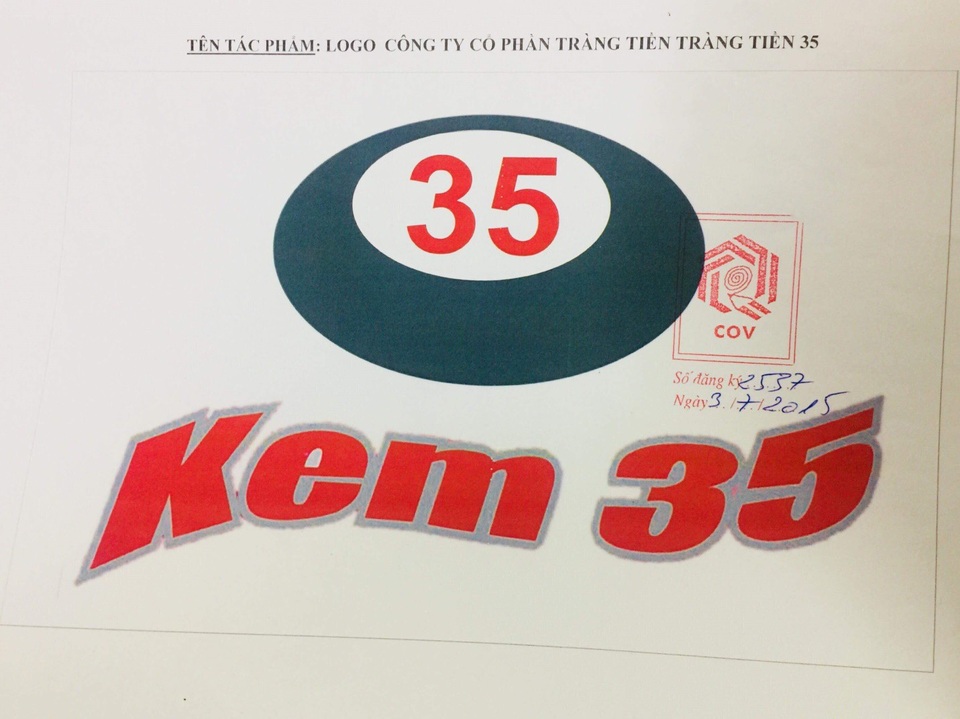 TÊN TÁC PHẨM: LOGO CÔNG TY CỔ PHẦN TRÀNG TIỀN TRÀNG TIỀN 35
35
COV
Số đăng ký 2537
Ngày 3/7/2015
Kem 35